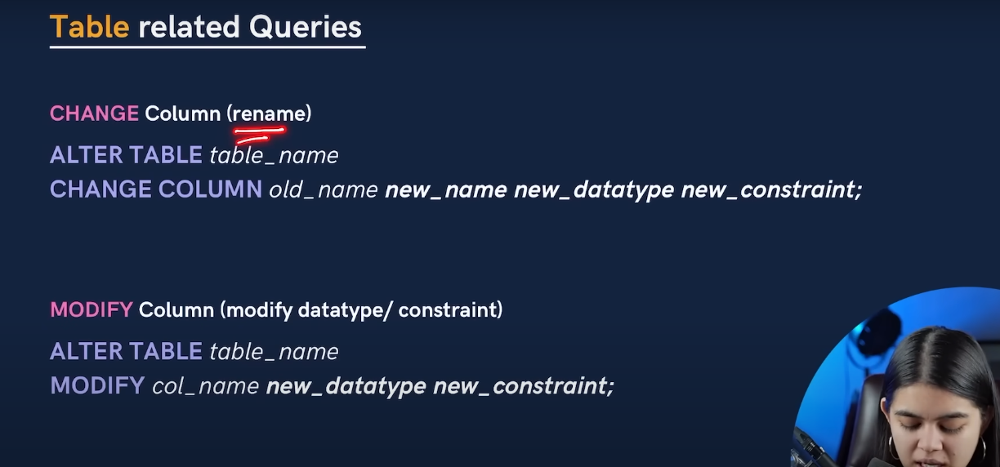 Table related Queries
CHANGE Column (rename)
ALTER TABLE table_name
CHANGE COLUMN old_name new_name new_datatype new_constraint;
MODIFY Column (modify datatype/ constraint)
ALTER TABLE table_name
MODIFY col_name new_datatype new_constraint;